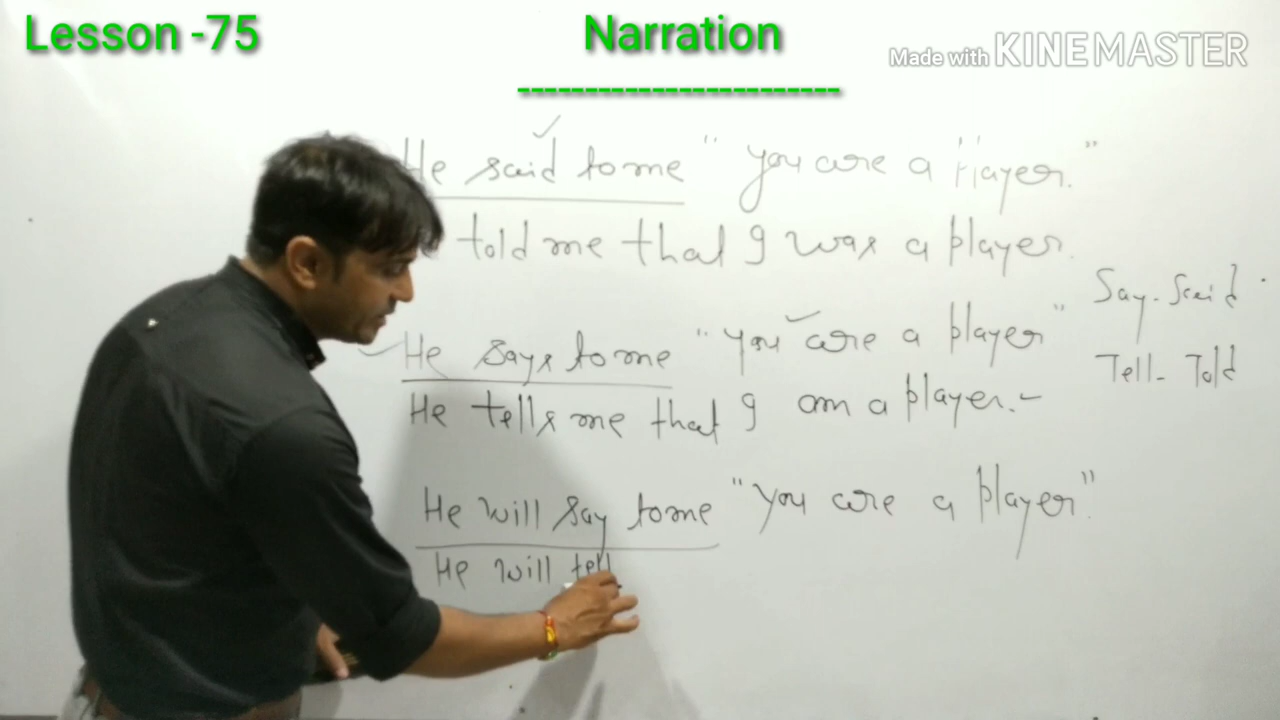 Lesson -75
Narration
Made with KINEMASTER
------------------------
He said to me " you are a player. "
told me that I was a player.
Say - Said
He says to me " you are a player "
Tell - Told
He tells me that I am a player. -
He will say to me " you are a player "
He will tell